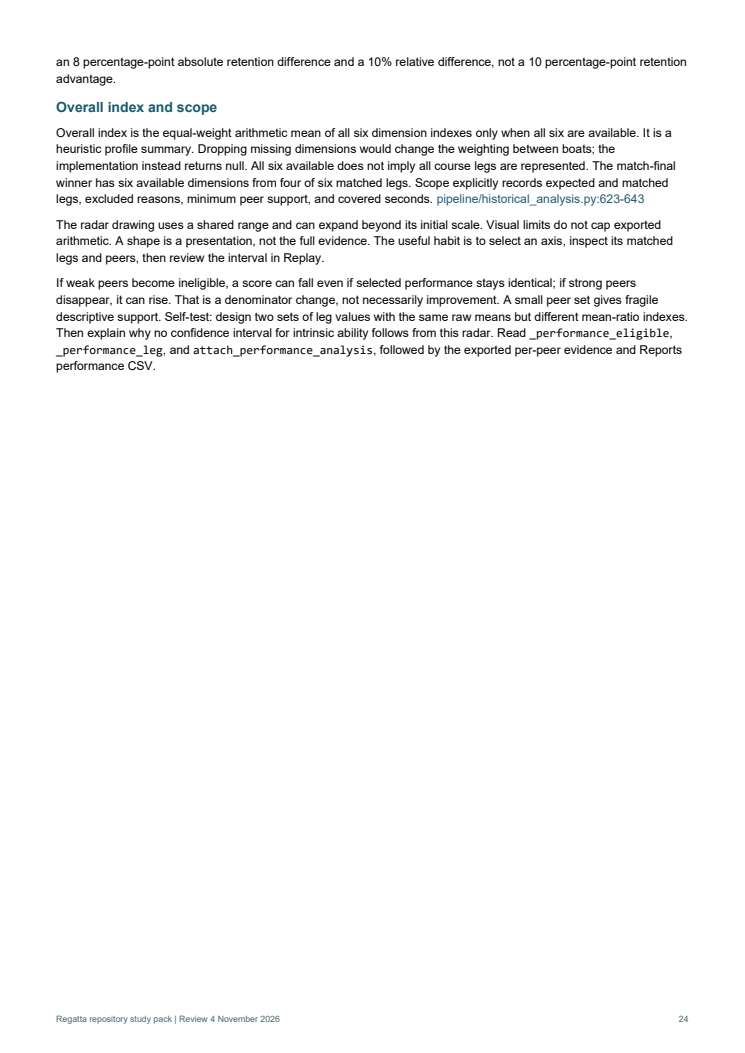 an 8 percentage-point absolute retention difference and a 10% relative difference, not a 10 percentage-point retention
advantage.
Overall index and scope
Overall index is the equal-weight arithmetic mean of all six dimension indexes only when all six are available. It is a
heuristic profile summary. Dropping missing dimensions would change the weighting between boats; the
implementation instead returns null. All six available does not imply all course legs are represented. The match-final
winner has six available dimensions from four of six matched legs. Scope explicitly records expected and matched
legs, excluded reasons, minimum peer support, and covered seconds. pipeline/historical_analysis.py:623-643
The radar drawing uses a shared range and can expand beyond its initial scale. Visual limits do not cap exported
arithmetic. A shape is a presentation, not the full evidence. The useful habit is to select an axis, inspect its matched
legs and peers, then review the interval in Replay.
If weak peers become ineligible, a score can fall even if selected performance stays identical; if strong peers
disappear, it can rise. That is a denominator change, not necessarily improvement. A small peer set gives fragile
descriptive support. Self-test: design two sets of leg values with the same raw means but different mean-ratio indexes.
Then explain why no confidence interval for intrinsic ability follows from this radar. Read _performance_eligible,
_performance_leg, and attach_performance_analysis, followed by the exported per-peer evidence and Reports
performance CSV.
Regatta repository study pack | Review 4 November 2026
24